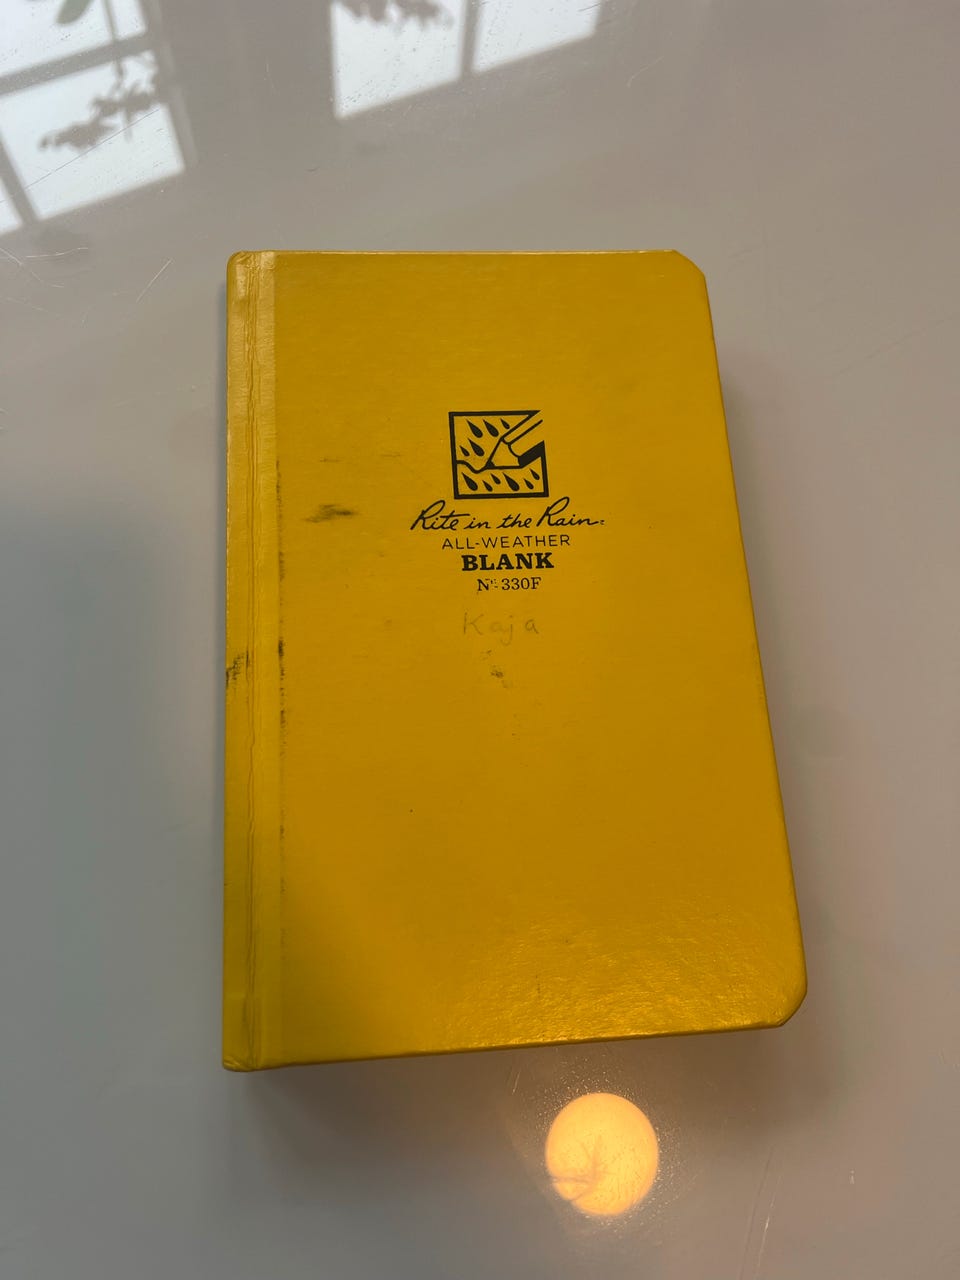 Rite in the Rain®
ALL-WEATHER
BLANK
Nº 330F
Kaja